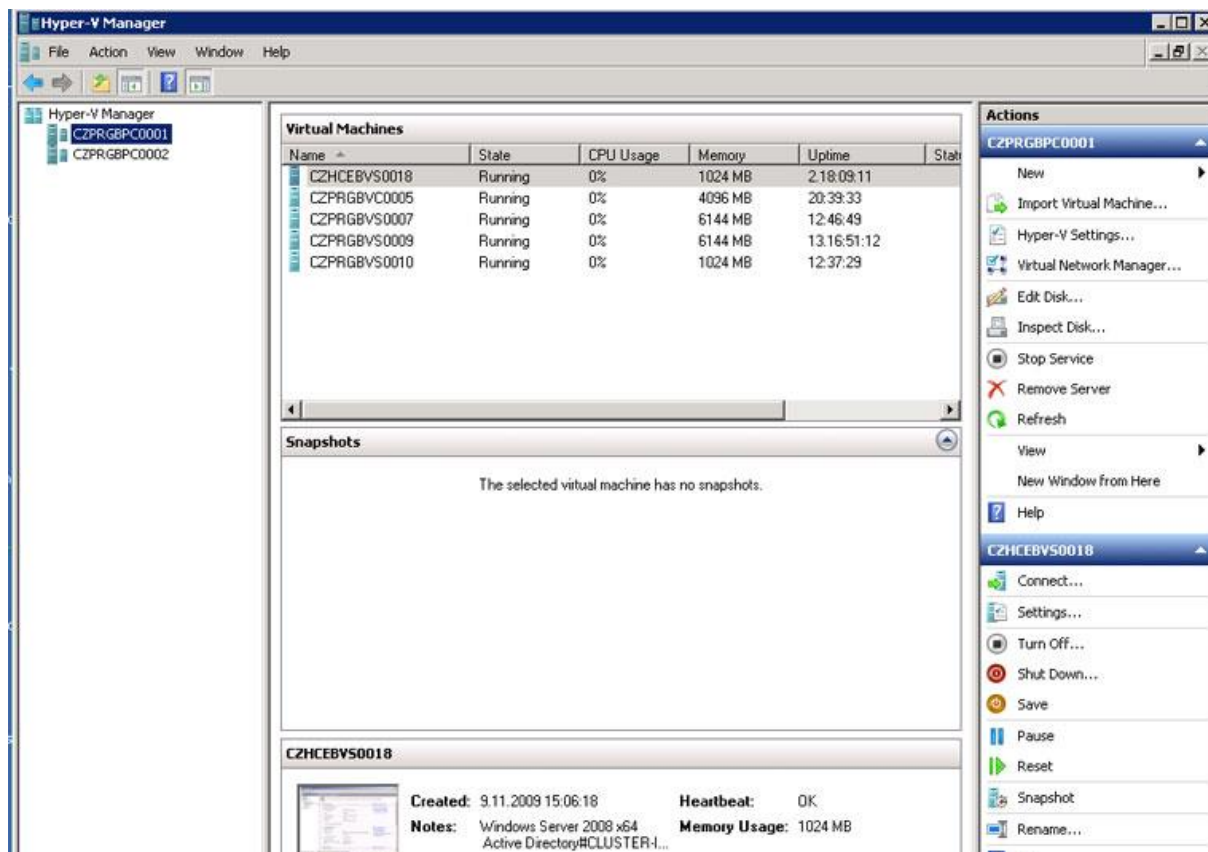 Hyper-V Manager
File Action View Window Help
Hyper-V Manager
CZPRGBPC0001
CZPRGBPC0002
Virtual Machines
Name State CPU Usage Memory Uptime Statu
CZHCEBVS0018 Running 0% 1024 MB 2.18:09:11
CZPRGBVC0005 Running 0% 4096 MB 20:39:33
CZPRGBVS0007 Running 0% 6144 MB 12:46:49
CZPRGBVS0009 Running 0% 6144 MB 13.16:51:12
CZPRGBVS0010 Running 0% 1024 MB 12:37:29
Snapshots
The selected virtual machine has no snapshots.
CZHCEBVS0018
Created: 9.11.2009 15:06:18 Heartbeat: OK
Notes: Windows Server 2008 x64 Memory Usage: 1024 MB
Active Directory#CLUSTER-I...
Actions
CZPRGBPC0001
New
Import Virtual Machine...
Hyper-V Settings...
Virtual Network Manager...
Edit Disk...
Inspect Disk...
Stop Service
Remove Server
Refresh
View
New Window from Here
Help
CZHCEBVS0018
Connect...
Settings...
Turn Off...
Shut Down...
Save
Pause
Reset
Snapshot
Rename...